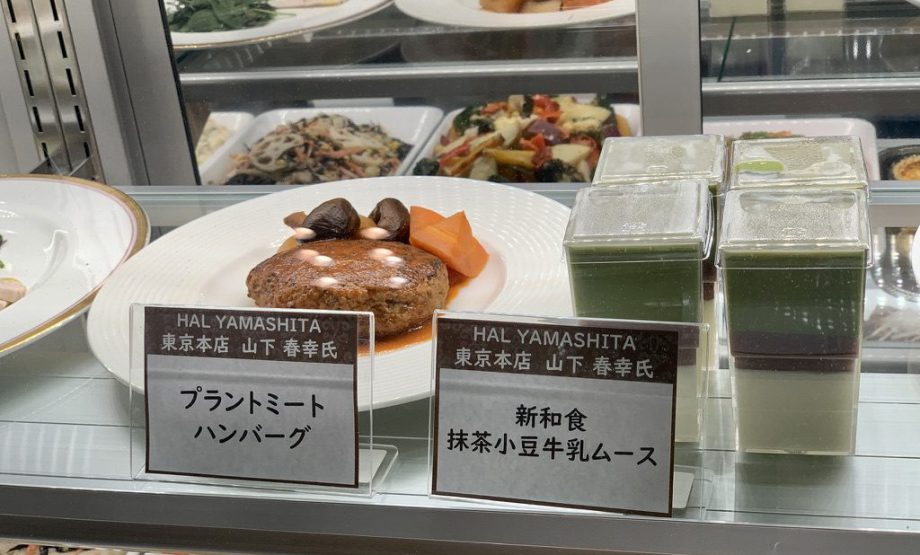 HAL YAMASHITA
東京本店 山下 春幸氏
プラントミート
ハンバーグ
HAL YAMASHITA
東京本店 山下 春幸氏
新和食
抹茶小豆牛乳ムース